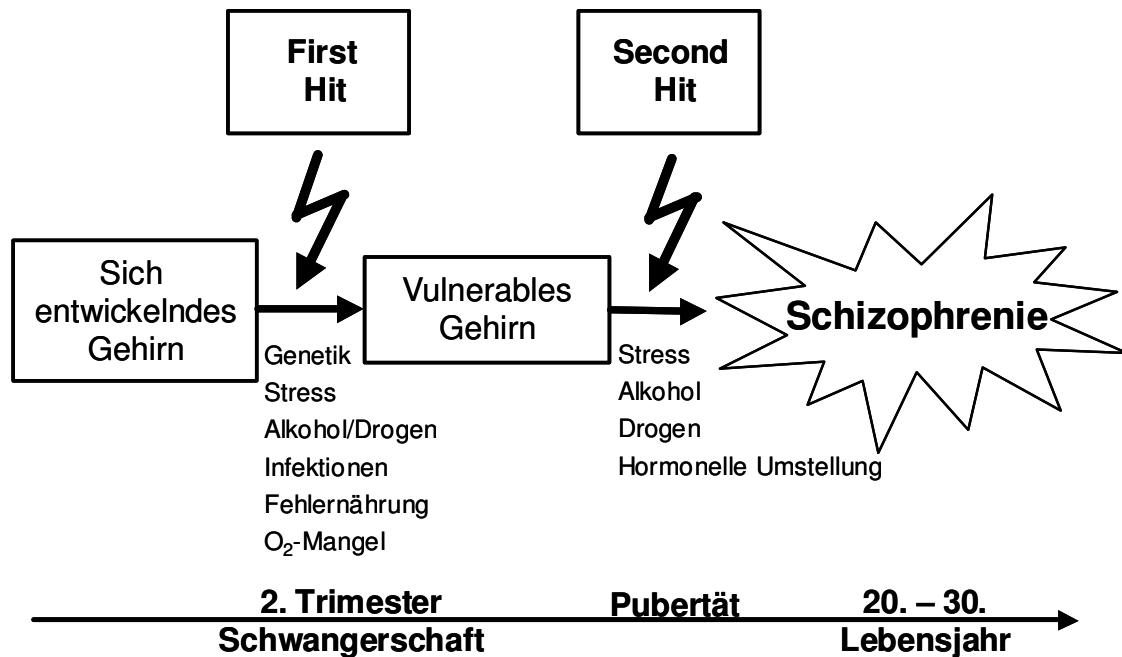 First
Hit
Second
Hit
Sich
entwickelndes
Gehirn
Vulnerables
Gehirn
Schizophrenie
Genetik
Stress
Alkohol/Drogen
Infektionen
Fehlernährung
O₂-Mangel
Stress
Alkohol
Drogen
Hormonelle Umstellung
2. Trimester
Schwangerschaft
Pubertät
20. – 30.
Lebensjahr